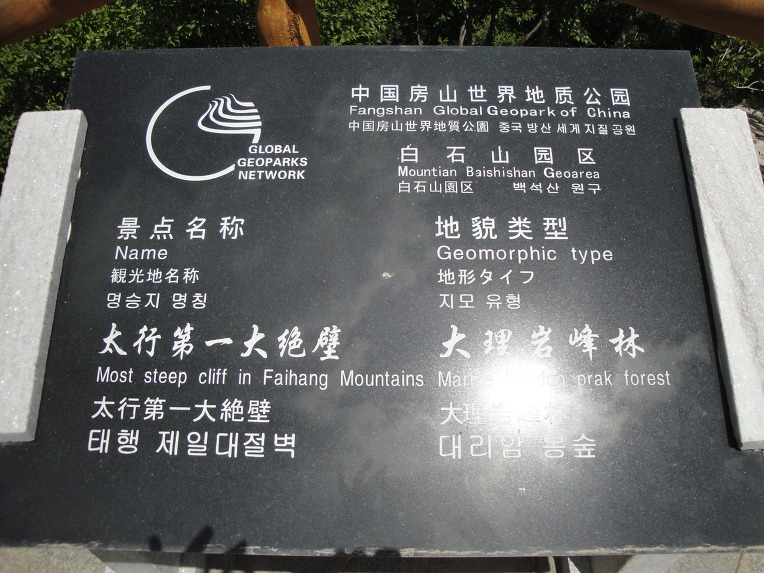 GLOBAL
GEOPARKS
NETWORK
中国房山世界地质公园
Fangshan Global Geopark of China
中国房山世界地質公園 중국 방산 세계 지질 공원
白石山园区
Mountian Baishishan Geoarea
白石山園区 백석산 원구
景点名称
Name
観光地名称
명승지 명칭
地貌类型
Geomorphic type
地形タイフ
지모 유형
太行第一大绝壁
Most steep cliff in Faihang Mountains
太行第一大絶壁
태행 제일대절벽
大理岩峰林
prak forest
大理
대리암 봉숲